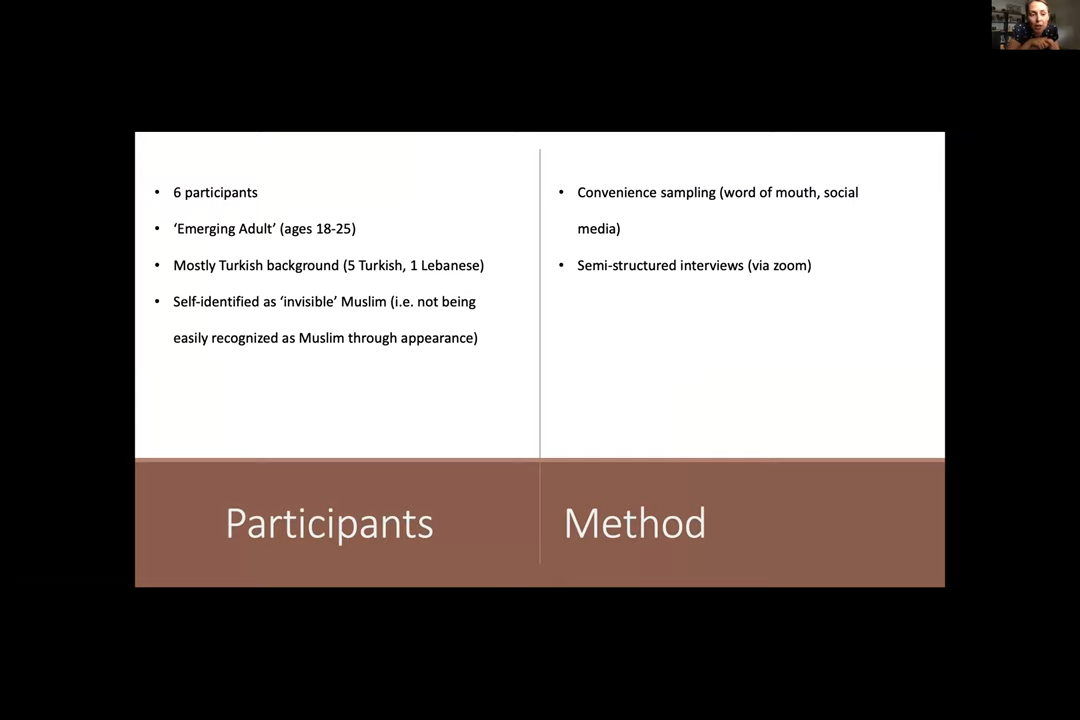 • 6 participants
• ‘Emerging Adult’ (ages 18-25)
• Mostly Turkish background (5 Turkish, 1 Lebanese)
• Self-identified as ‘invisible’ Muslim (i.e. not being
easily recognized as Muslim through appearance)
Participants
• Convenience sampling (word of mouth, social
media)
• Semi-structured interviews (via zoom)
Method